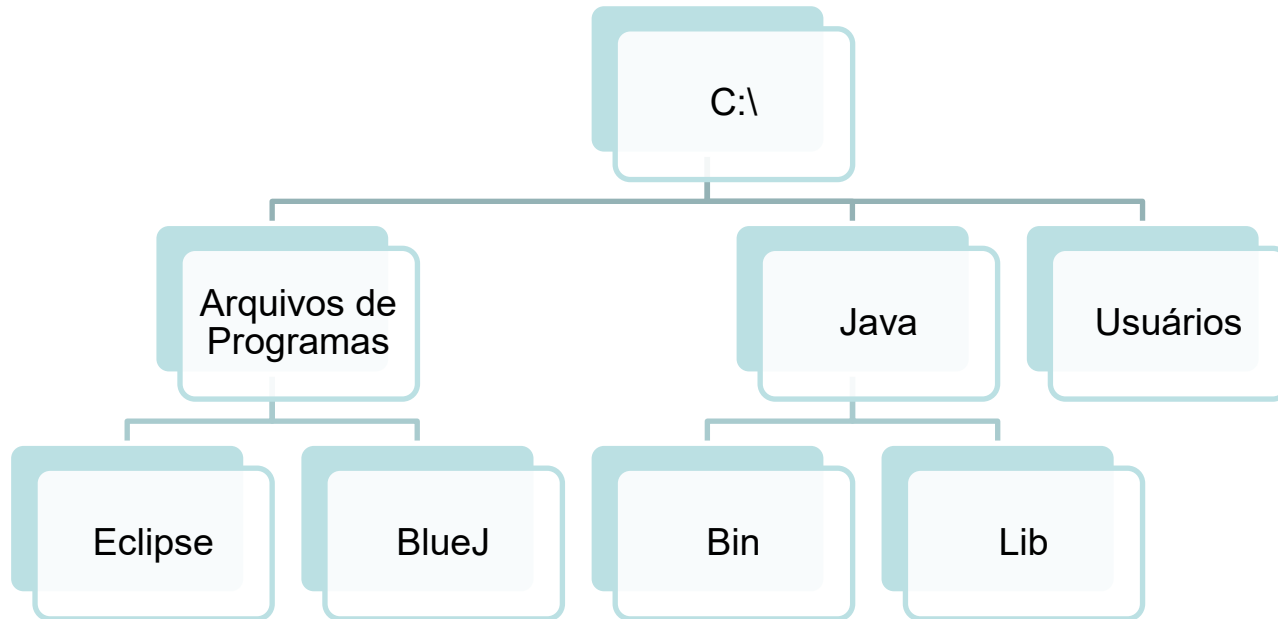 C:\
Arquivos de
Programas
Java
Usuários
Eclipse
BlueJ
Bin
Lib